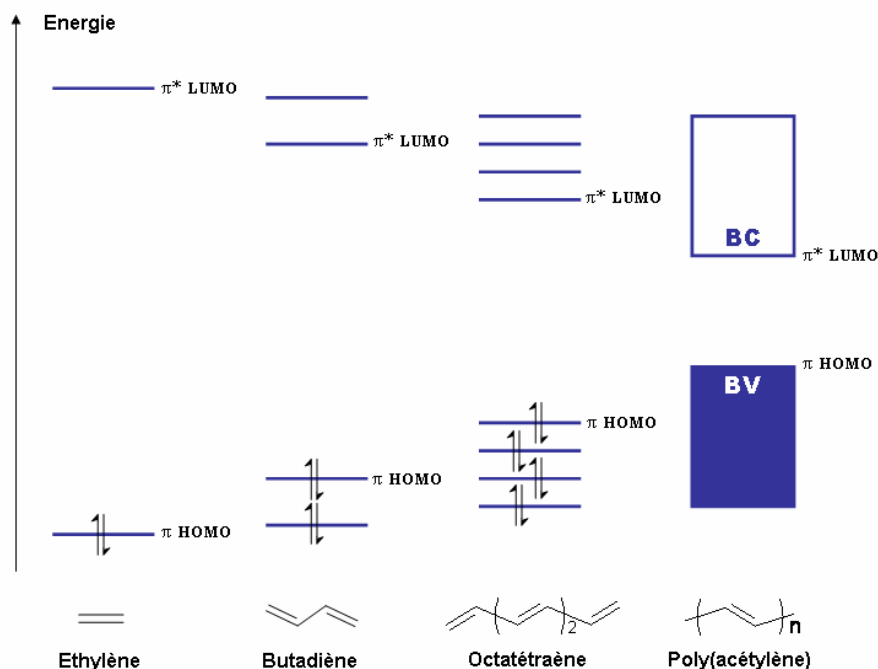 Energie
π* LUMO
π* LUMO
π* LUMO
BC
π* LUMO
π HOMO
BV
π HOMO
π HOMO
π HOMO
2
n
Ethylène
Butadiène
Octatétraène
Poly(acétylène)